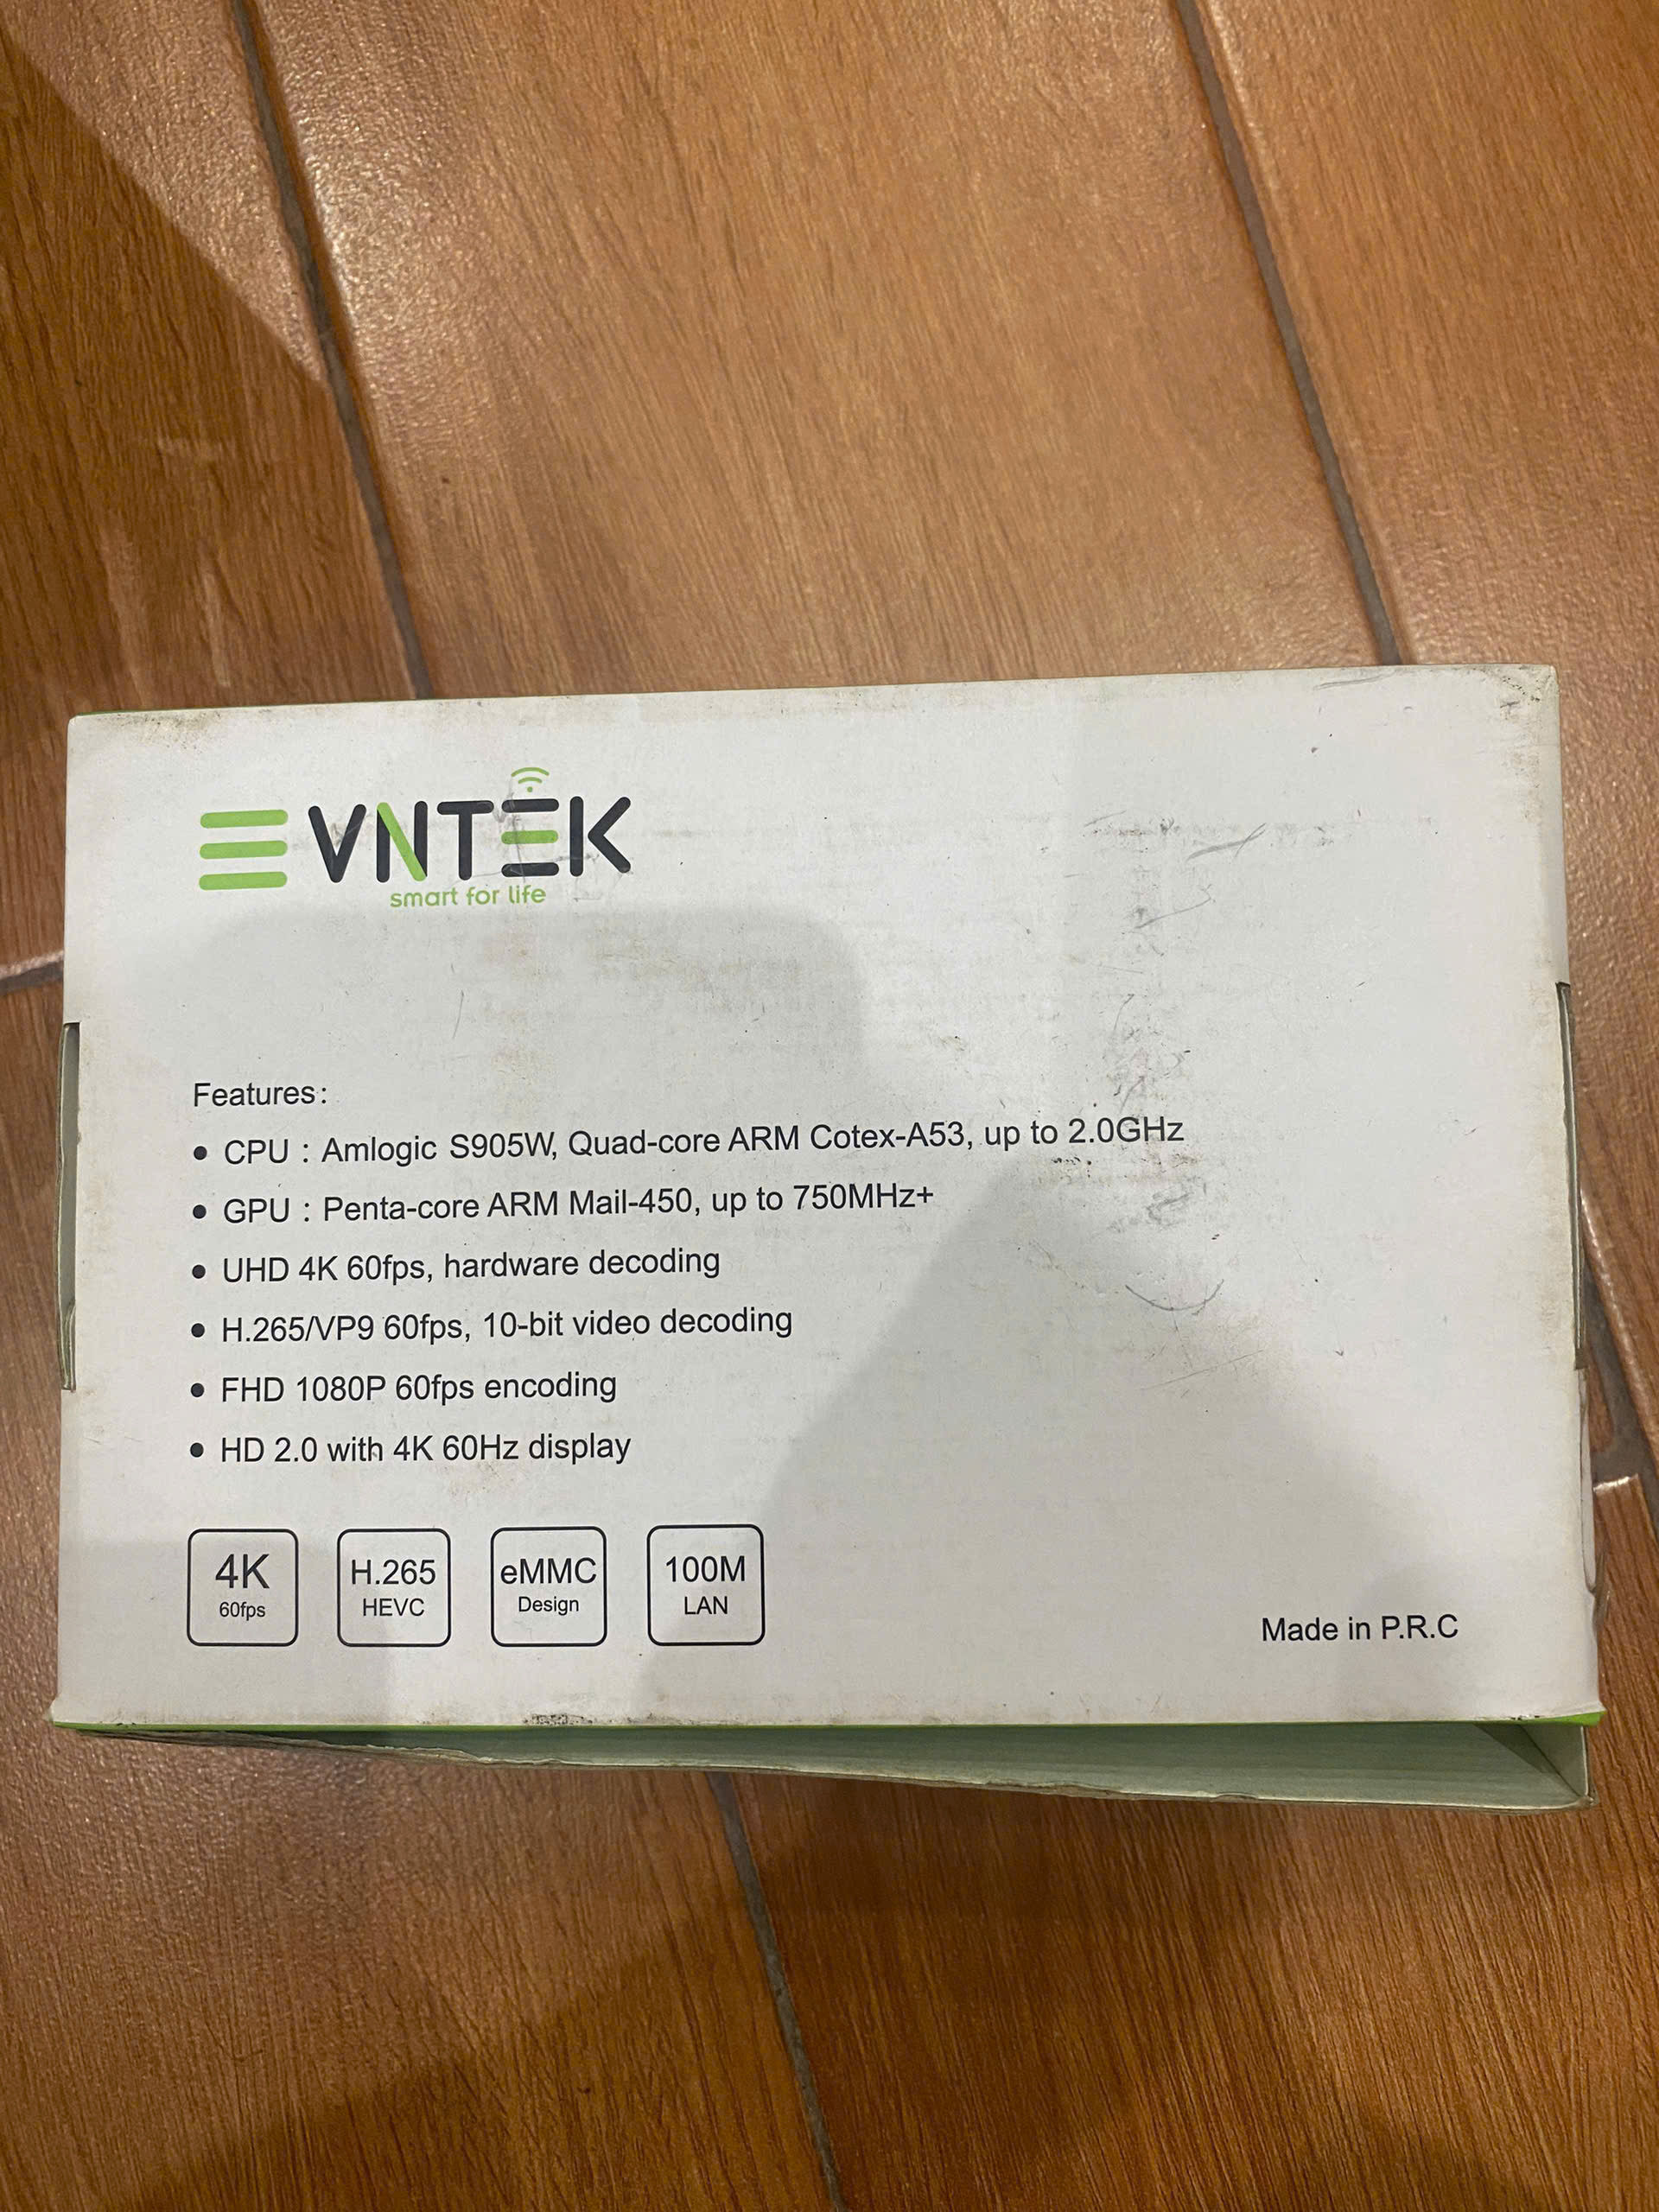 EVNTEK
smart for life
Features:
• CPU : Amlogic S905W, Quad-core ARM Cotex-A53, up to 2.0GHz
• GPU : Penta-core ARM Mail-450, up to 750MHz+
• UHD 4K 60fps, hardware decoding
• H.265/VP9 60fps, 10-bit video decoding
• FHD 1080P 60fps encoding
• HD 2.0 with 4K 60Hz display
4K
60fps
H.265
HEVC
eMMC
Design
100M
LAN
Made in P.R.C